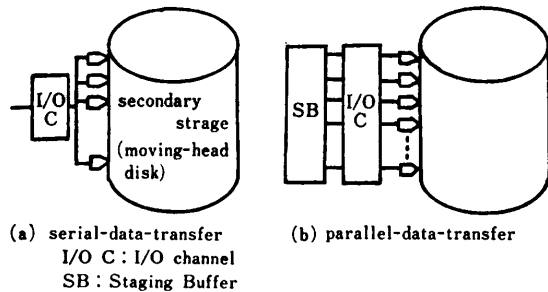 I/O
C
secondary
strage
(moving-head
disk)
SB
I/O
C
(a) serial-data-transfer
I/O C : I/O channel
SB : Staging Buffer
(b) parallel-data-transfer